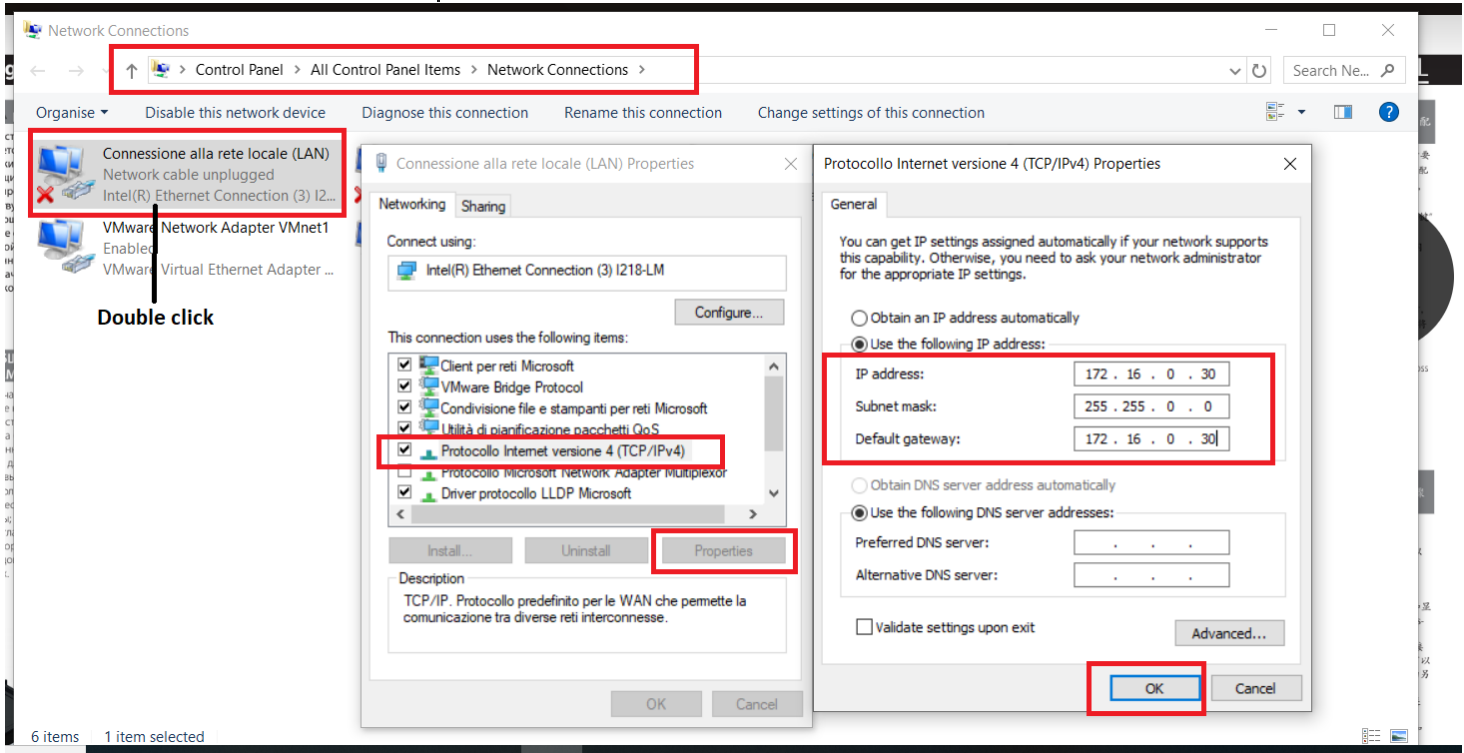 Network Connections
Control Panel > All Control Panel Items > Network Connections >
Search Ne...
Organise
Disable this network device
Diagnose this connection
Rename this connection
Change settings of this connection
Connessione alla rete locale (LAN)
Network cable unplugged
Intel(R) Ethernet Connection (3) I2...
VMware Network Adapter VMnet1
Enabled
VMware Virtual Ethernet Adapter ...
Double click
Connessione alla rete locale (LAN) Properties
Networking
Sharing
Connect using:
Intel(R) Ethernet Connection (3) I218-LM
Configure...
This connection uses the following items:
Client per reti Microsoft
VMware Bridge Protocol
Condivisione file e stampanti per reti Microsoft
Utilità di pianificazione pacchetti QoS
Protocollo Internet versione 4 (TCP/IPv4)
Protocollo Microsoft Network Adapter Multiplexor
Driver protocollo LLDP Microsoft
Install...
Uninstall
Properties
Description
TCP/IP. Protocollo predefinito per le WAN che permette la
comunicazione tra diverse reti interconnesse.
OK
Cancel
Protocollo Internet versione 4 (TCP/IPv4) Properties
General
You can get IP settings assigned automatically if your network supports
this capability. Otherwise, you need to ask your network administrator
for the appropriate IP settings.
Obtain an IP address automatically
Use the following IP address:
IP address:
172 . 16 . 0 . 30
Subnet mask:
255 . 255 . 0 . 0
Default gateway:
172 . 16 . 0 . 30
Obtain DNS server address automatically
Use the following DNS server addresses:
Preferred DNS server:
. . .
Alternative DNS server:
. . .
Validate settings upon exit
Advanced...
OK
Cancel
6 items
1 item selected